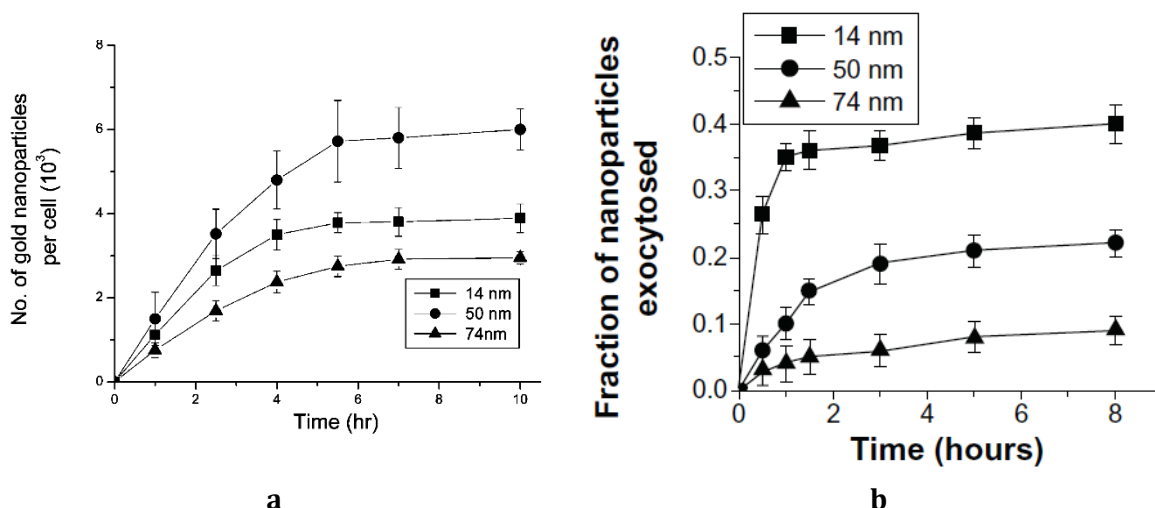 No. of gold nanoparticles
per cell (10³)
8
6
4
2
0
0
2
4
6
8
10
Time (hr)
14 nm
50 nm
74nm
a
Fraction of nanoparticles
exocytosed
0.5
0.4
0.3
0.2
0.1
0.0
0
2
4
6
8
Time (hours)
14 nm
50 nm
74 nm
b